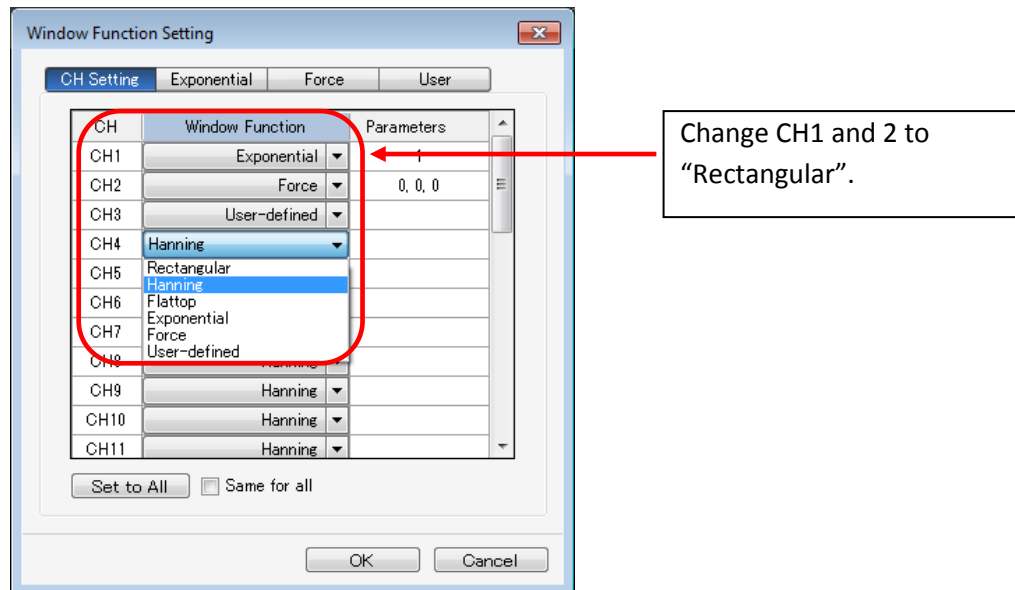 Window Function Setting
CH Setting Exponential Force User
CH Window Function Parameters
CH1 Exponential 1
CH2 Force 0, 0, 0
CH3 User-defined
CH4 Hanning
CH5 Rectangular
Hanning
CH6 Flattop
Exponential
CH7 Force
User-defined
CH8 Hanning
CH9 Hanning
CH10 Hanning
CH11 Hanning
Set to All Same for all
OK Cancel
Change CH1 and 2 to
“Rectangular”.